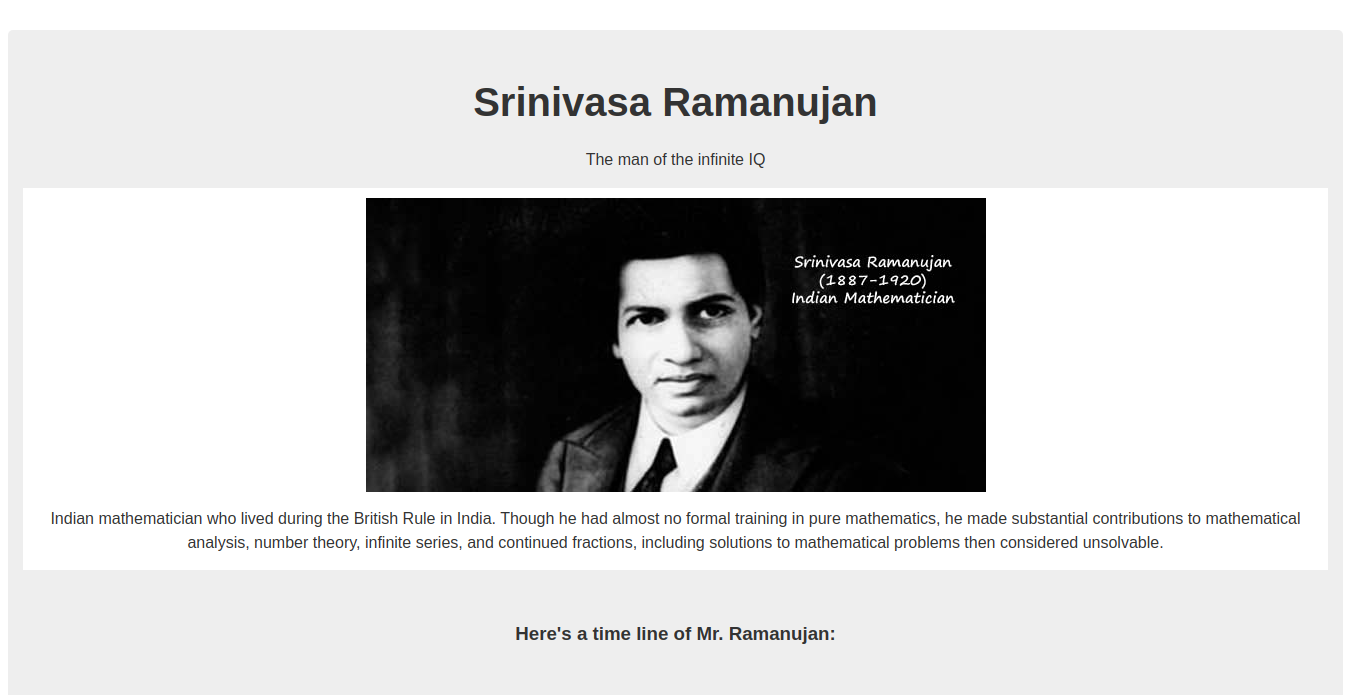 Srinivasa Ramanujan
The man of the infinite IQ
Srinivasa Ramanujan
(1887-1920)
Indian Mathematician
Indian mathematician who lived during the British Rule in India. Though he had almost no formal training in pure mathematics, he made substantial contributions to mathematical
analysis, number theory, infinite series, and continued fractions, including solutions to mathematical problems then considered unsolvable.
Here's a time line of Mr. Ramanujan: